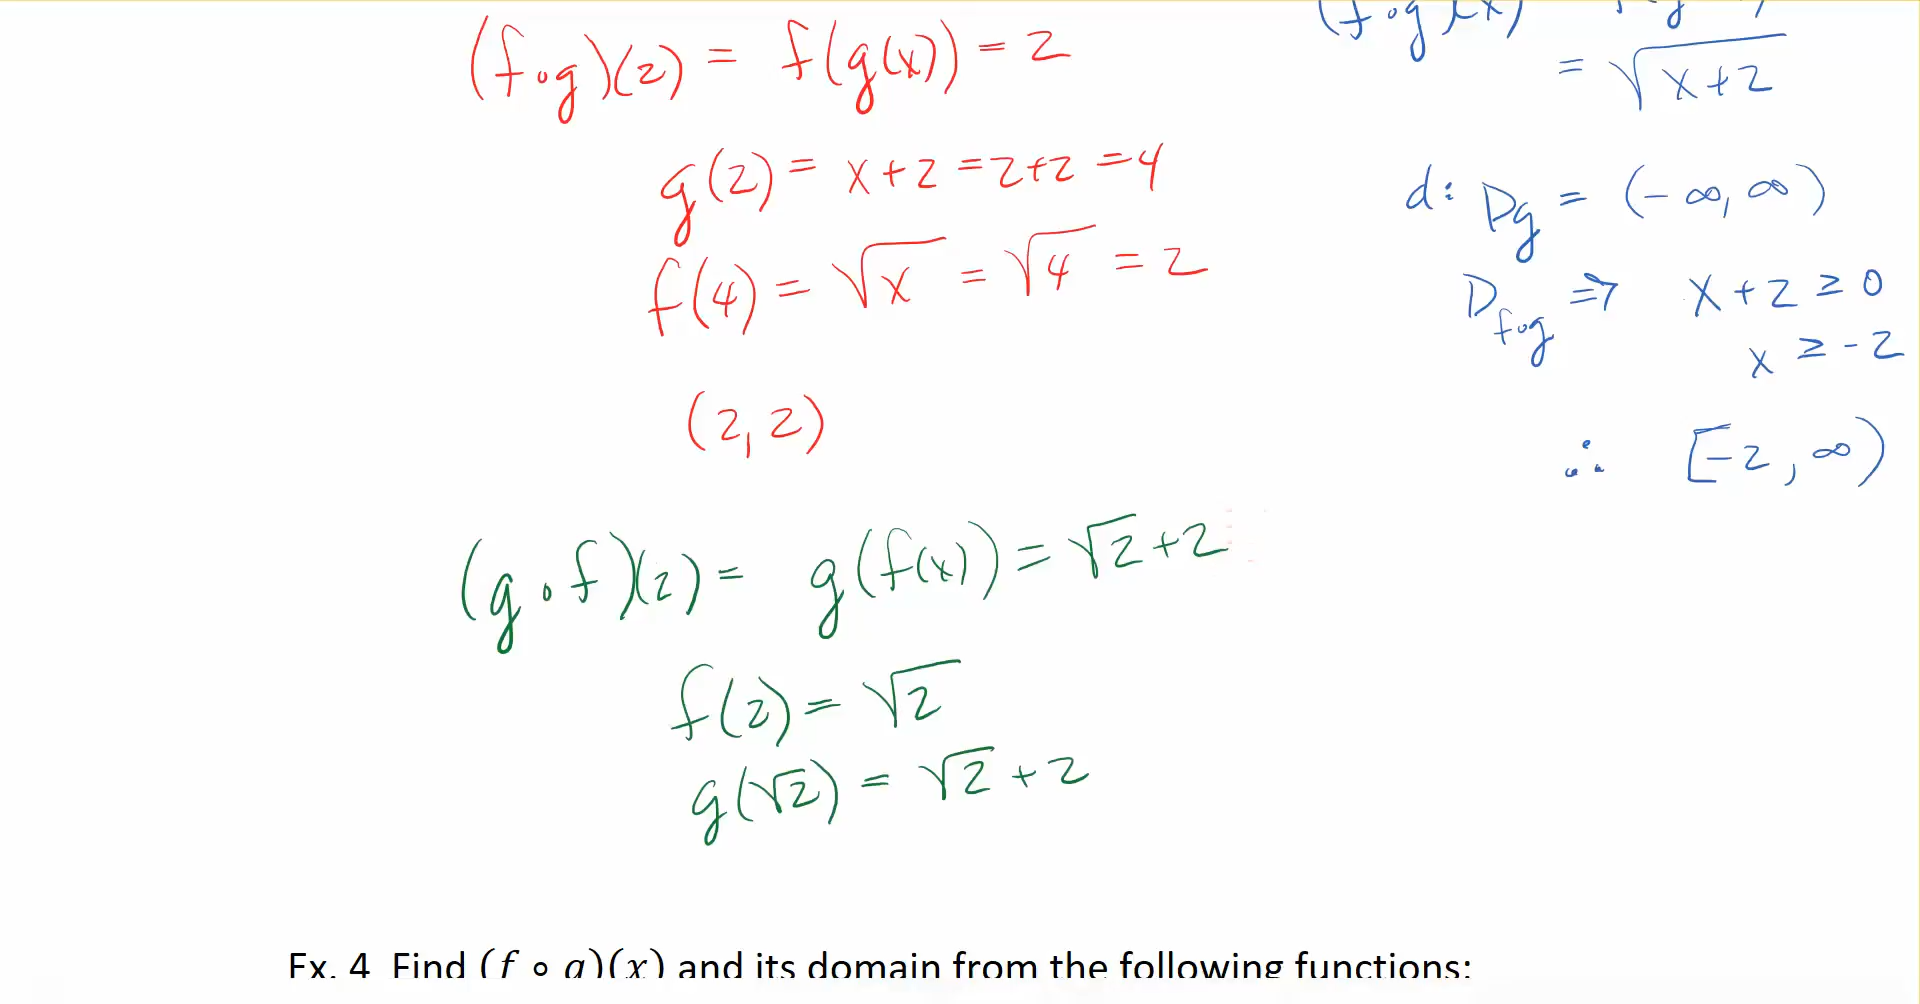 (f∘g)(2) = f(g(x)) = 2
g(2) = x+2 = 2+2 = 4
f(4) = √x = √4 = 2
(2, 2)
(g∘f)(2) = g(f(x)) = √2 + 2
f(2) = √2
g(√2) = √2 + 2
(f∘g)(x)
= √(x+2)
d: Dg = (-∞, ∞)
D f∘g ⇒ x+2 ≥ 0
x ≥ -2
∴ [-2, ∞)
Ex. 4 Find (f ∘ g)(x) and its domain from the following functions: